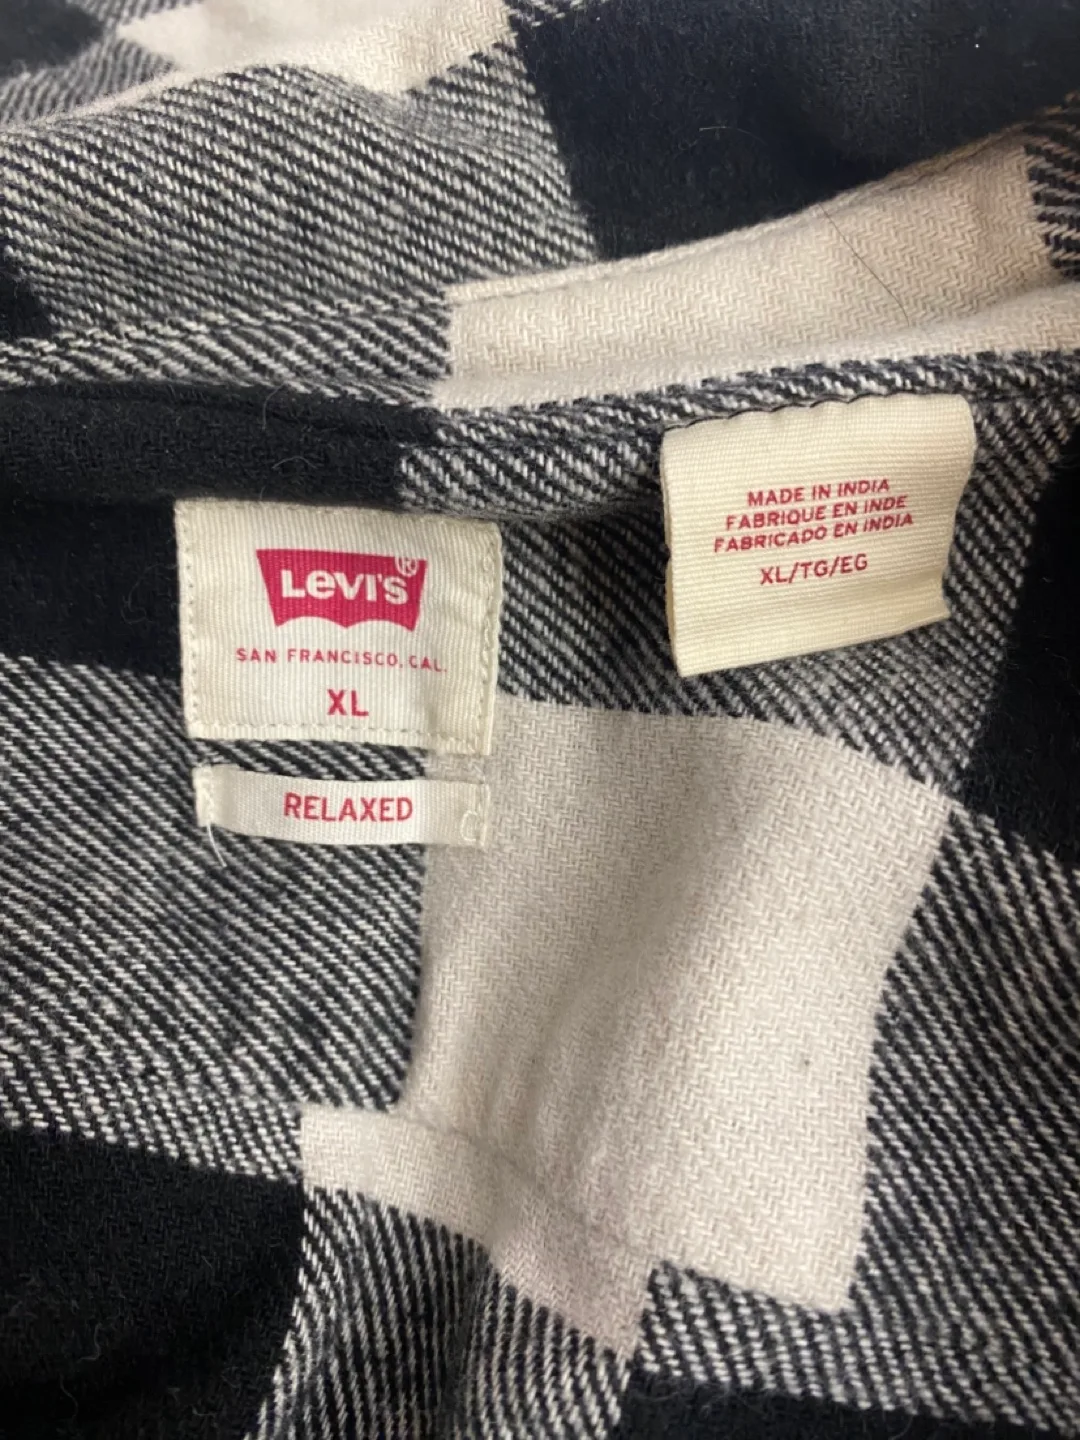 LEVI'S®
SAN FRANCISCO, CAL.
XL
RELAXED
MADE IN INDIA
FABRIQUE EN INDE
FABRICADO EN INDIA
XL/TG/EG